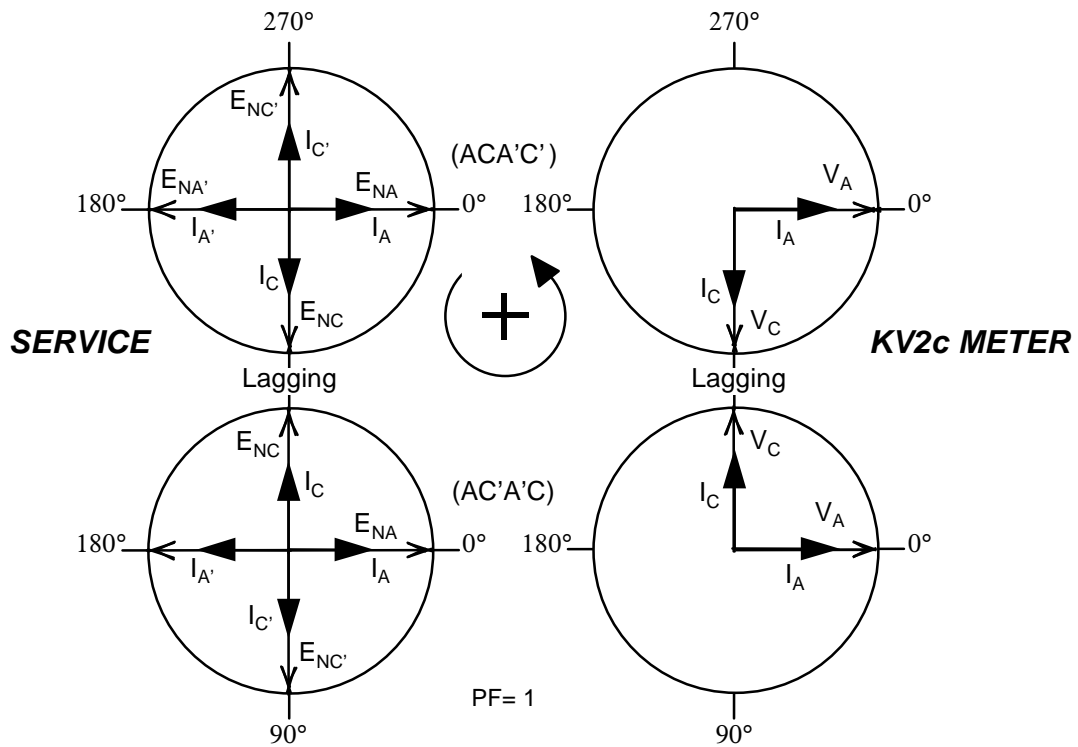 270°
270°
E_NC'
I_C'
(ACA'C')
E_NA'
E_NA
V_A
180°
0°
180°
0°
I_A'
I_A
I_A
I_C
I_C
E_NC
V_C
SERVICE
+
KV2c METER
Lagging
Lagging
E_NC
V_C
I_C
I_C
(AC'A'C)
E_NA
V_A
180°
0°
180°
0°
I_A'
I_A
I_A
I_C'
E_NC'
PF= 1
90°